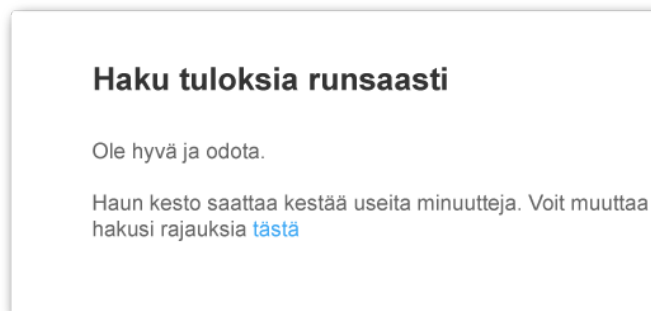 Haku tuloksia runsaasti
Ole hyvä ja odota.
Haun kesto saattaa kestää useita minuutteja. Voit muuttaa
hakusi rajauksia tästä